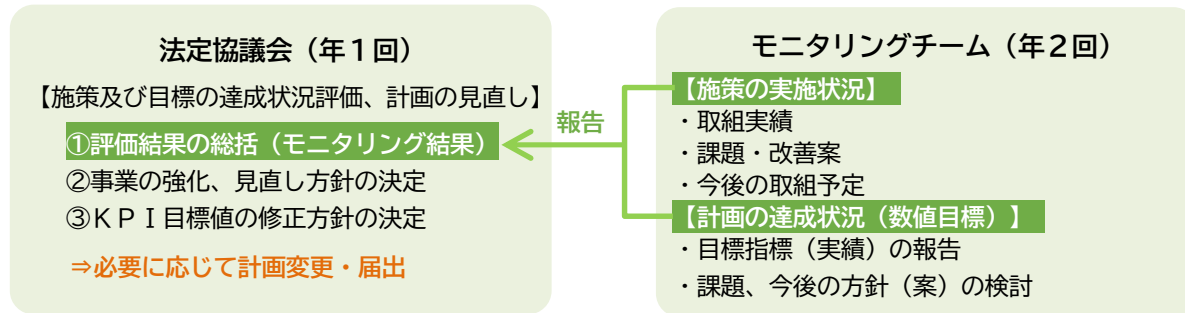 法定協議会（年１回）
【施策及び目標の達成状況評価、計画の見直し】
①評価結果の総括（モニタリング結果）
②事業の強化、見直し方針の決定
③ＫＰＩ目標値の修正方針の決定
⇒必要に応じて計画変更・届出
報告
モニタリングチーム（年２回）
【施策の実施状況】
・取組実績
・課題・改善案
・今後の取組予定
【計画の達成状況（数値目標）】
・目標指標（実績）の報告
・課題、今後の方針（案）の検討